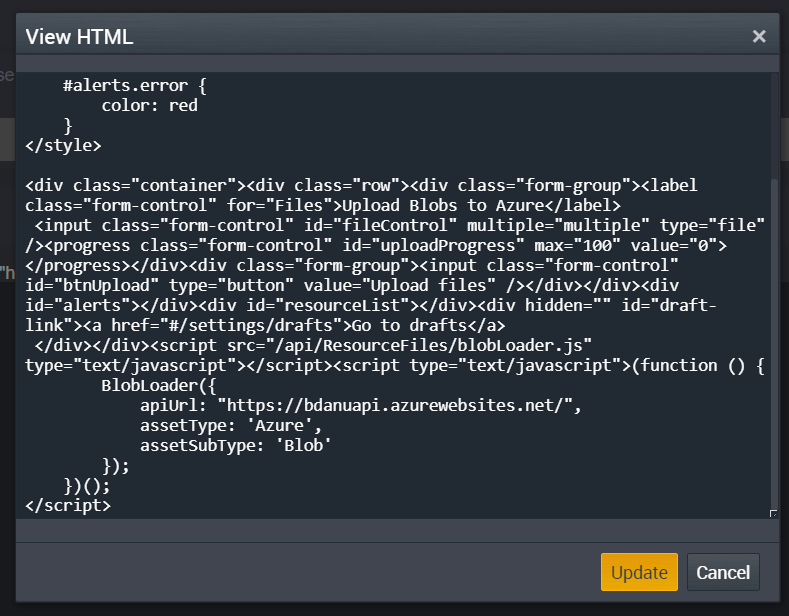 View HTML ×
se
    #alerts.error {
        color: red
    }
</style>

<div class="container"><div class="row"><div class="form-group"><label
class="form-control" for="Files">Upload Blobs to Azure</label>
 <input class="form-control" id="fileControl" multiple="multiple" type="file"
/><progress class="form-control" id="uploadProgress" max="100" value="0">
</progress></div><div class="form-group"><input class="form-control"
"h
id="btnUpload" type="button" value="Upload files" /></div></div><div
id="alerts"></div><div id="resourceList"></div><div hidden="" id="draft-
link"><a href="#/settings/drafts">Go to drafts</a>
 </div></div><script src="/api/ResourceFiles/blobLoader.js"
type="text/javascript"></script><script type="text/javascript">(function () {
        BlobLoader({
            apiUrl: "https://bdanuapi.azurewebsites.net/",
            assetType: 'Azure',
            assetSubType: 'Blob'
        });
    })();
</script>
Update Cancel